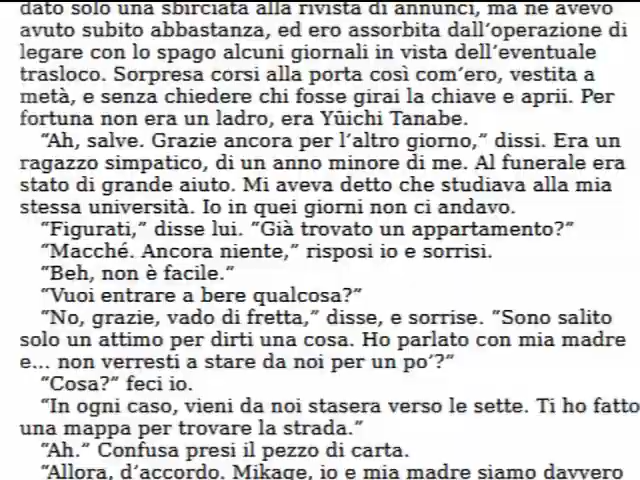 dato solo una sbirciata alla rivista di annunci, ma ne avevo
avuto subito abbastanza, ed ero assorbita dall’operazione di
legare con lo spago alcuni giornali in vista dell’eventuale
trasloco. Sorpresa corsi alla porta così com’ero, vestita a
metà, e senza chiedere chi fosse girai la chiave e aprii. Per
fortuna non era un ladro, era Yūichi Tanabe.
“Ah, salve. Grazie ancora per l’altro giorno,” dissi. Era un
ragazzo simpatico, di un anno minore di me. Al funerale era
stato di grande aiuto. Mi aveva detto che studiava alla mia
stessa università. Io in quei giorni non ci andavo.
“Figurati,” disse lui. “Già trovato un appartamento?”
“Macché. Ancora niente,” risposi io e sorrisi.
“Beh, non è facile.”
“Vuoi entrare a bere qualcosa?”
“No, grazie, vado di fretta,” disse, e sorrise. “Sono salito
solo un attimo per dirti una cosa. Ho parlato con mia madre
e... non verresti a stare da noi per un po’?”
“Cosa?” feci io.
“In ogni caso, vieni da noi stasera verso le sette. Ti ho fatto
una mappa per trovare la strada.”
“Ah.” Confusa presi il pezzo di carta.
“Allora, d’accordo. Mikage, io e mia madre siamo davvero